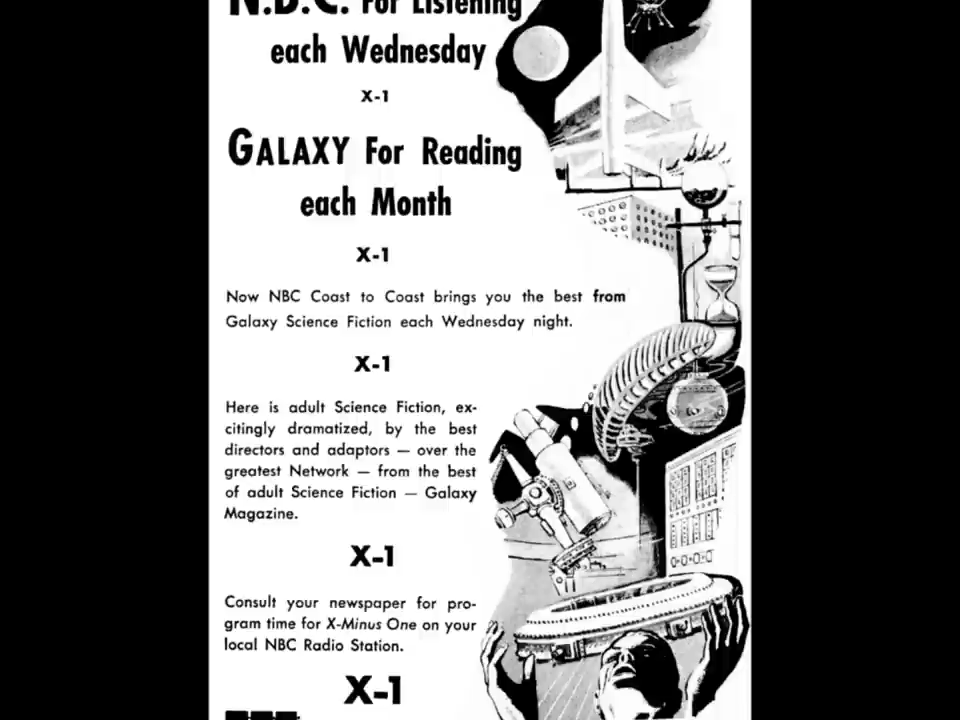 N.B.C. For Listening
each Wednesday
X-1
GALAXY For Reading
each Month
X-1
Now NBC Coast to Coast brings you the best from
Galaxy Science Fiction each Wednesday night.
X-1
Here is adult Science Fiction, ex-
citingly dramatized, by the best
directors and adaptors — over the
greatest Network — from the best
of adult Science Fiction — Galaxy
Magazine.
X-1
Consult your newspaper for pro-
gram time for X-Minus One on your
local NBC Radio Station.
X-1